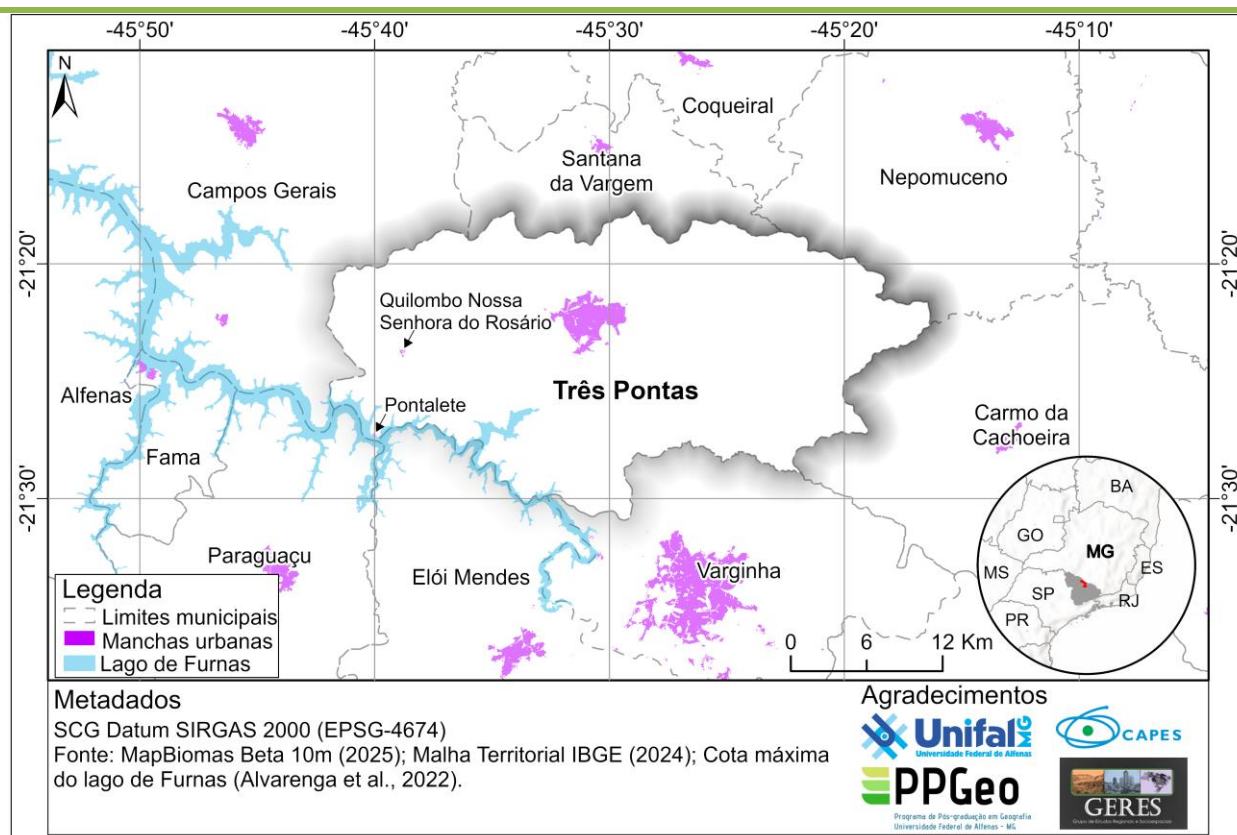 -45°50'
-45°40'
-45°30'
-45°20'
-45°10'
N
Coqueiral
Santana
da Vargem
Campos Gerais
Nepomuceno
-21°20'
-21°20'
Quilombo Nossa
Senhora do Rosário
Três Pontas
Alfenas
Pontalete
Carmo da
Cachoeira
Fama
-21°30'
-21°30'
BA
GO
MG
MS
ES
SP
RJ
PR
Paraguaçu
Elói Mendes
Varginha
Legenda
Limites municipais
Manchas urbanas
Lago de Furnas
0 6 12 Km
Metadados
SCG Datum SIRGAS 2000 (EPSG-4674)
Fonte: MapBiomas Beta 10m (2025); Malha Territorial IBGE (2024); Cota máxima
do lago de Furnas (Alvarenga et al., 2022).
Agradecimentos
Unifal MG
Universidade Federal de Alfenas
CAPES
PPGeo
Programa de Pós-graduação em Geografia
Universidade Federal de Alfenas - MG
GERES
Grupo de Estudos Regionais e Socioespaciais